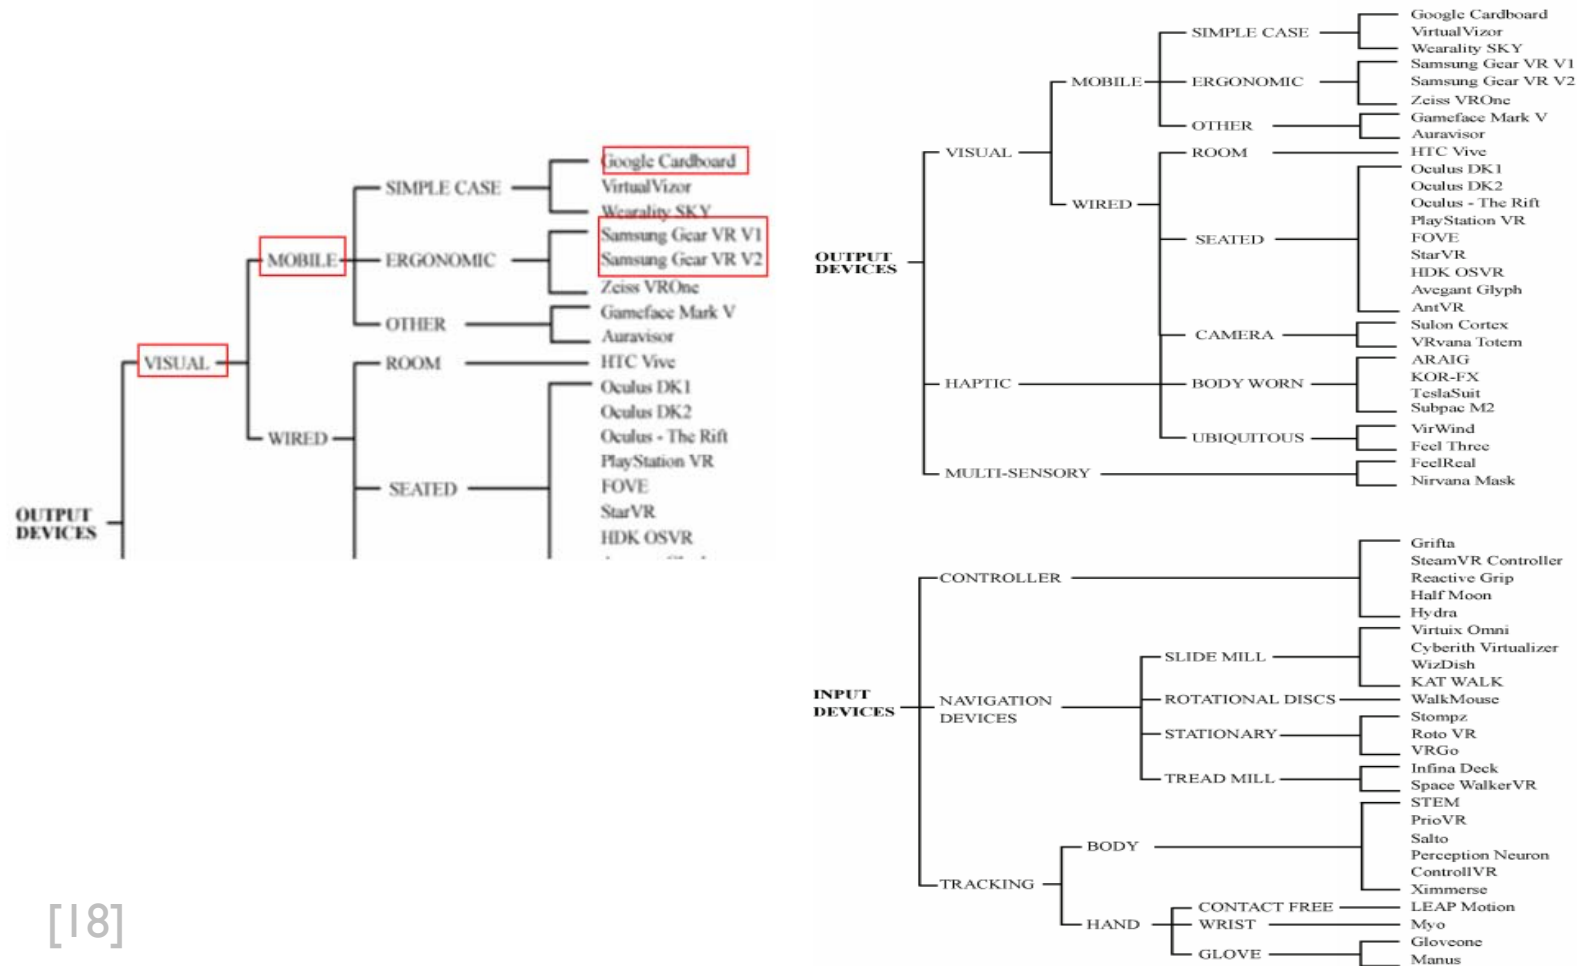 Google Cardboard
SIMPLE CASE
VirtualVizor
Wearality SKY
Samsung Gear VR V1
MOBILE
ERGONOMIC
Samsung Gear VR V2
Zeiss VROne
Gameface Mark V
OTHER
Auravisor
VISUAL
ROOM
HTC Vive
Oculus DK1
Oculus DK2
WIRED
Oculus - The Rift
PlayStation VR
SEATED
FOVE
StarVR
OUTPUT
DEVICES
HDK OSVR
Google Cardboard
SIMPLE CASE
VirtualVizor
Wearality SKY
Samsung Gear VR V1
MOBILE
ERGONOMIC
Samsung Gear VR V2
Zeiss VROne
Gameface Mark V
OTHER
Auravisor
VISUAL
ROOM
HTC Vive
Oculus DK1
Oculus DK2
WIRED
Oculus - The Rift
PlayStation VR
SEATED
FOVE
StarVR
OUTPUT
DEVICES
HDK OSVR
Avegant Glyph
AntVR
Sulon Cortex
CAMERA
VRvana Totem
ARAIG
HAPTIC
BODY WORN
KOR-FX
TeslaSuit
Subpac M2
VirWind
UBIQUITOUS
Feel Three
FeelReal
MULTI-SENSORY
Nirvana Mask
Grifta
SteamVR Controller
CONTROLLER
Reactive Grip
Half Moon
Hydra
Virtuix Omni
Cyberith Virtualizer
SLIDE MILL
WizDish
KAT WALK
INPUT
DEVICES
NAVIGATION
DEVICES
ROTATIONAL DISCS
WalkMouse
Stompz
STATIONARY
Roto VR
VRGo
Infina Deck
TREAD MILL
Space WalkerVR
STEM
PrioVR
Salto
BODY
Perception Neuron
ControllVR
TRACKING
Ximmerse
CONTACT FREE
LEAP Motion
HAND
WRIST
Myo
Gloveone
GLOVE
Manus
[18]